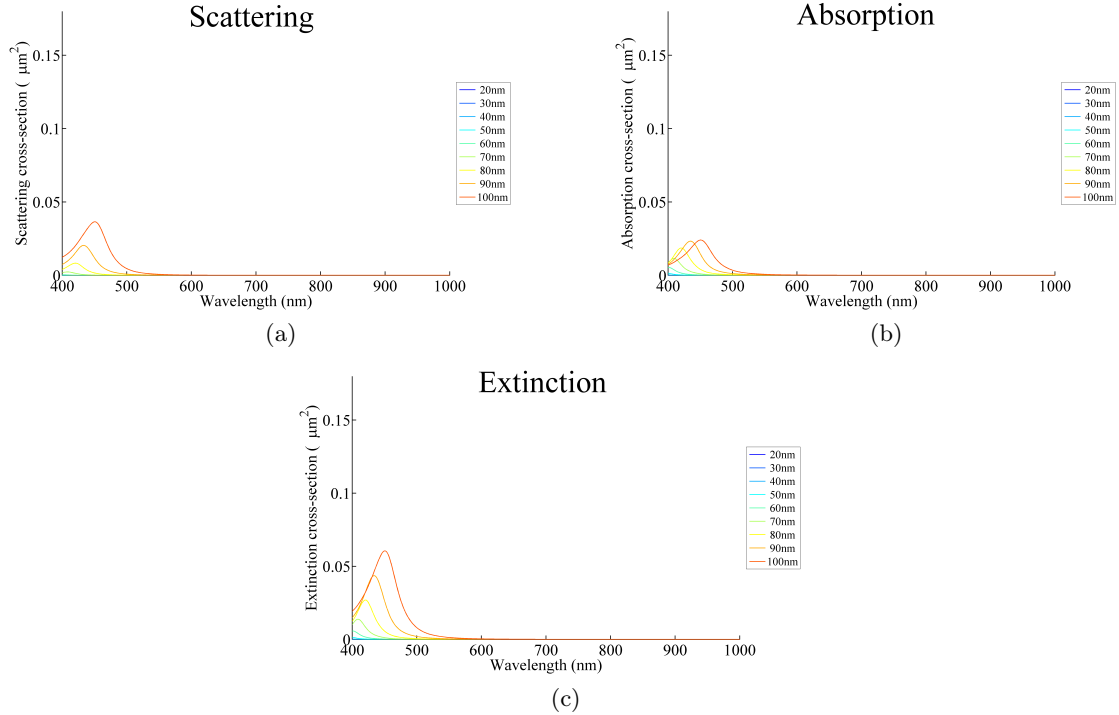 Scattering
Scattering cross-section ( μm²)
0.15
0.1
0.05
0
400 500 600 700 800 900 1000
Wavelength (nm)
20nm
30nm
40nm
50nm
60nm
70nm
80nm
90nm
100nm
(a)
Absorption
Absorption cross-section ( μm²)
0.15
0.1
0.05
0
400 500 600 700 800 900 1000
Wavelength (nm)
20nm
30nm
40nm
50nm
60nm
70nm
80nm
90nm
100nm
(b)
Extinction
Extinction cross-section ( μm²)
0.15
0.1
0.05
0
400 500 600 700 800 900 1000
Wavelength (nm)
20nm
30nm
40nm
50nm
60nm
70nm
80nm
90nm
100nm
(c)